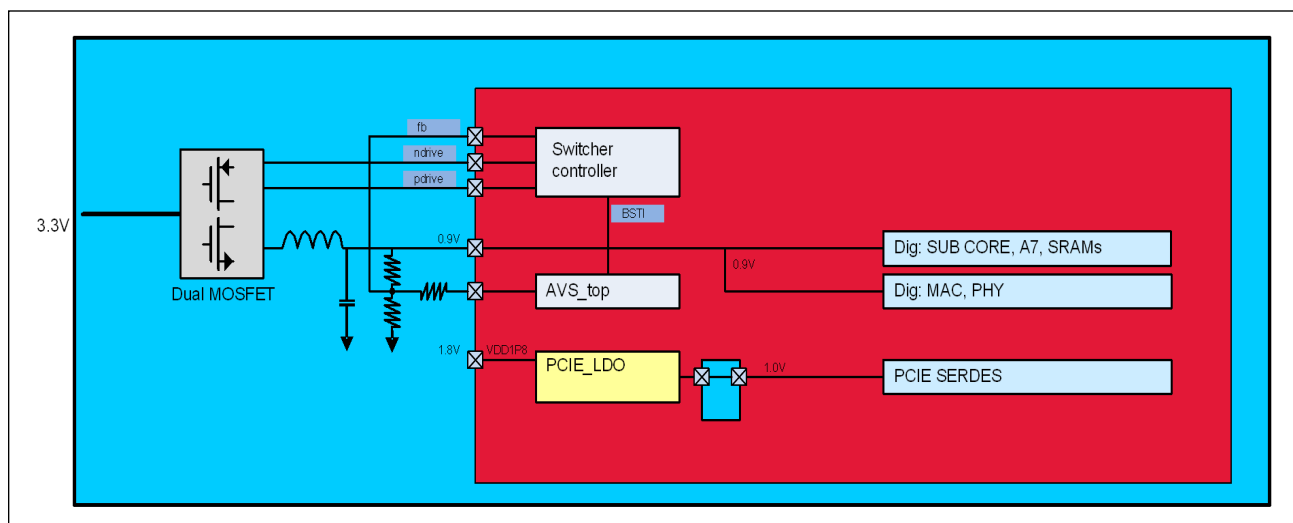 fb
Switcher
controller
ndrive
pdrive
BSTI
3.3V
0.9V
Dig: SUB CORE, A7, SRAMs
0.9V
Dual MOSFET
AVS_top
Dig: MAC, PHY
1.8V
VDD1P8
PCIE_LDO
1.0V
PCIE SERDES